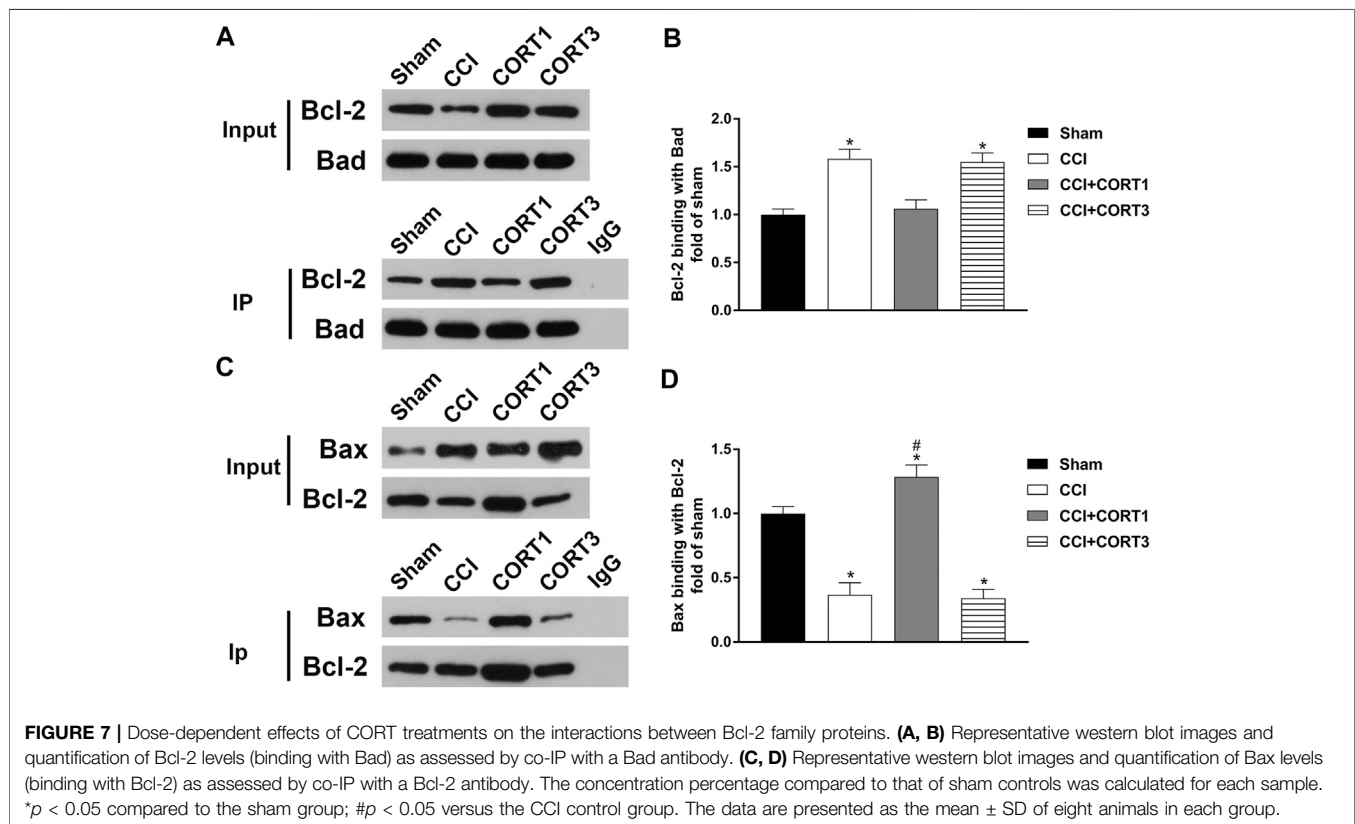 A
Sham CCI CORT1 CORT3
Input
Bcl-2
Bad
Sham CCI CORT1 CORT3 IgG
IP
Bcl-2
Bad
B
2.0
1.5
1.0
0.5
0.0
Bcl-2 binding with Bad
fold of sham
*
*
Sham
CCI
CCI+CORT1
CCI+CORT3
C
Sham CCI CORT1 CORT3
Input
Bax
Bcl-2
Sham CCI CORT1 CORT3 IgG
Ip
Bax
Bcl-2
D
1.5
1.0
0.5
0.0
Bax binding with Bcl-2
fold of sham
*
#
*
*
Sham
CCI
CCI+CORT1
CCI+CORT3
FIGURE 7 | Dose-dependent effects of CORT treatments on the interactions between Bcl-2 family proteins. (A, B) Representative western blot images and
quantification of Bcl-2 levels (binding with Bad) as assessed by co-IP with a Bad antibody. (C, D) Representative western blot images and quantification of Bax levels
(binding with Bcl-2) as assessed by co-IP with a Bcl-2 antibody. The concentration percentage compared to that of sham controls was calculated for each sample.
*p < 0.05 compared to the sham group; #p < 0.05 versus the CCI control group. The data are presented as the mean ± SD of eight animals in each group.